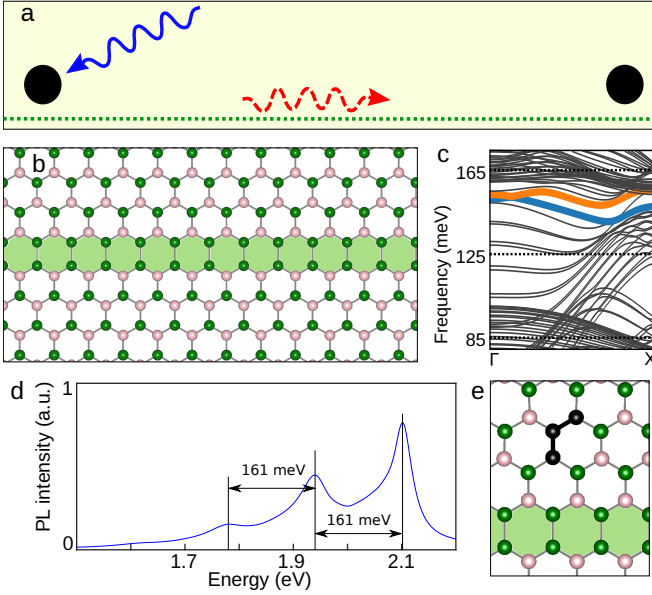 a
b
c
Frequency (meV)
165
125
85
Γ
X
d
PL intensity (a.u.)
1
0
161 meV
161 meV
1.7
1.9
2.1
Energy (eV)
e